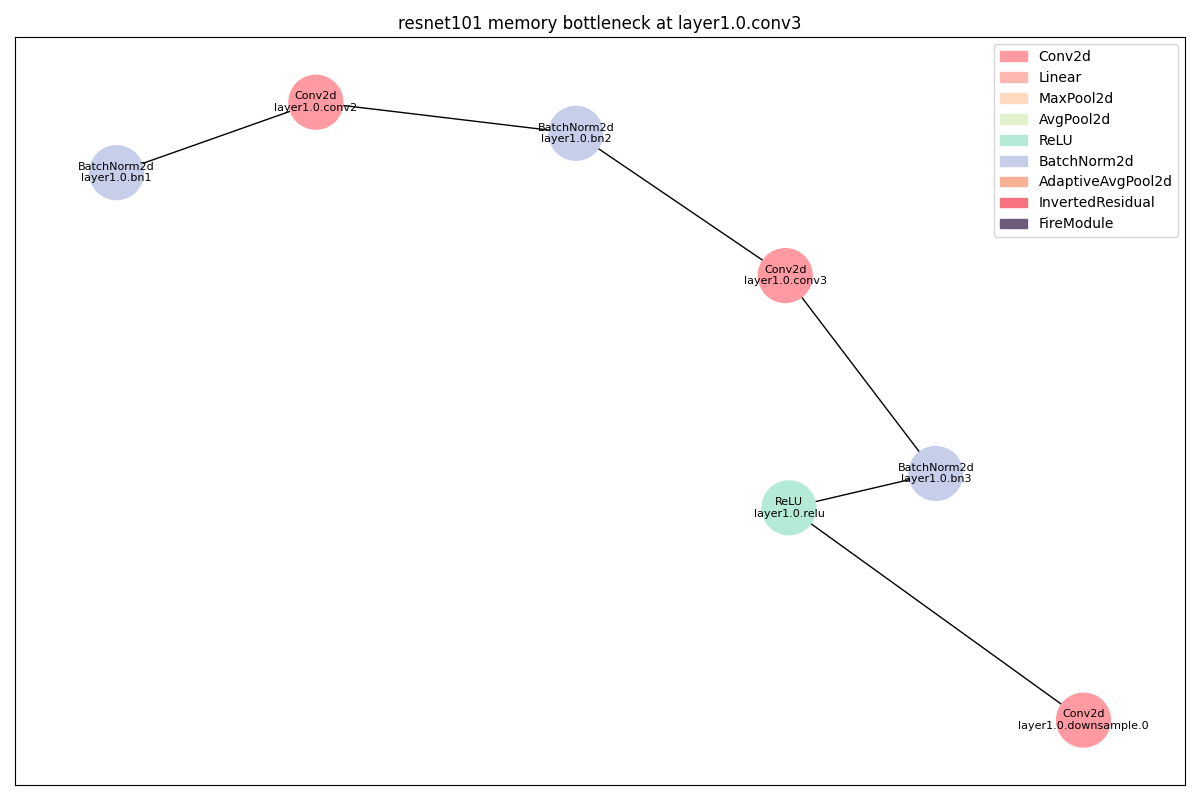 resnet101 memory bottleneck at layer1.0.conv3
Conv2d
Linear
MaxPool2d
AvgPool2d
ReLU
BatchNorm2d
AdaptiveAvgPool2d
InvertedResidual
FireModule
Conv2d
layer1.0.conv2
BatchNorm2d
layer1.0.bn2
BatchNorm2d
layer1.0.bn1
Conv2d
layer1.0.conv3
BatchNorm2d
layer1.0.bn3
ReLU
layer1.0.relu
Conv2d
layer1.0.downsample.0